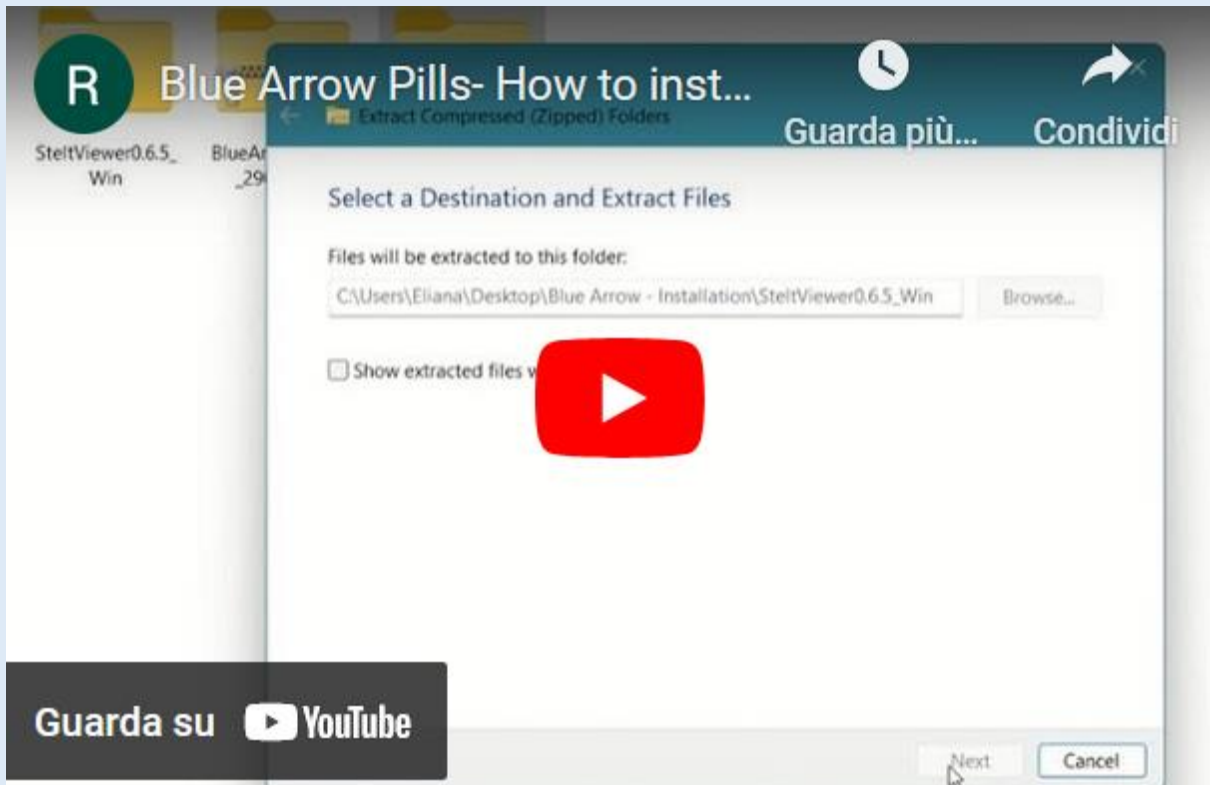 R
Blue Arrow Pills- How to inst...
Guarda più...
Condividi
Extract Compressed (Zipped) Folders
SteltViewer0.6.5_
Win
BlueAr
_29
Select a Destination and Extract Files
Files will be extracted to this folder:
C:\Users\Eliana\Desktop\Blue Arrow - Installation\SteltViewer0.6.5_Win
Browse...
Show extracted files w
Guarda su YouTube
Next
Cancel